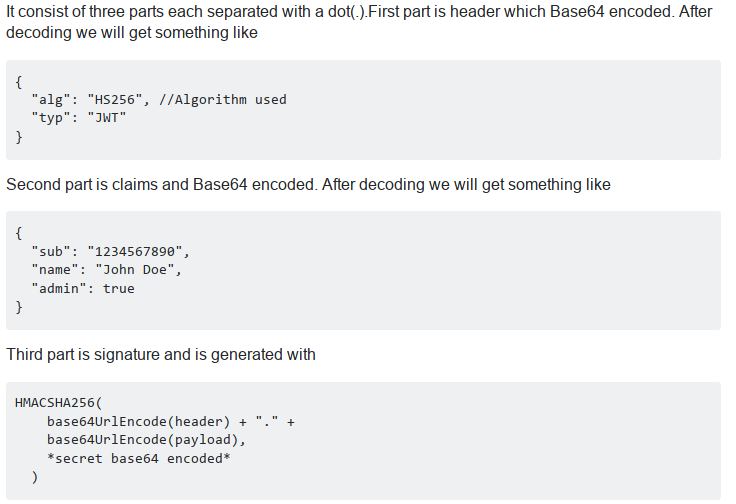 It consist of three parts each separated with a dot(.).First part is header which Base64 encoded. After
decoding we will get something like
{
  "alg": "HS256", //Algorithm used
  "typ": "JWT"
}
Second part is claims and Base64 encoded. After decoding we will get something like
{
  "sub": "1234567890",
  "name": "John Doe",
  "admin": true
}
Third part is signature and is generated with
HMACSHA256(
    base64UrlEncode(header) + "." +
    base64UrlEncode(payload),
    *secret base64 encoded*
  )